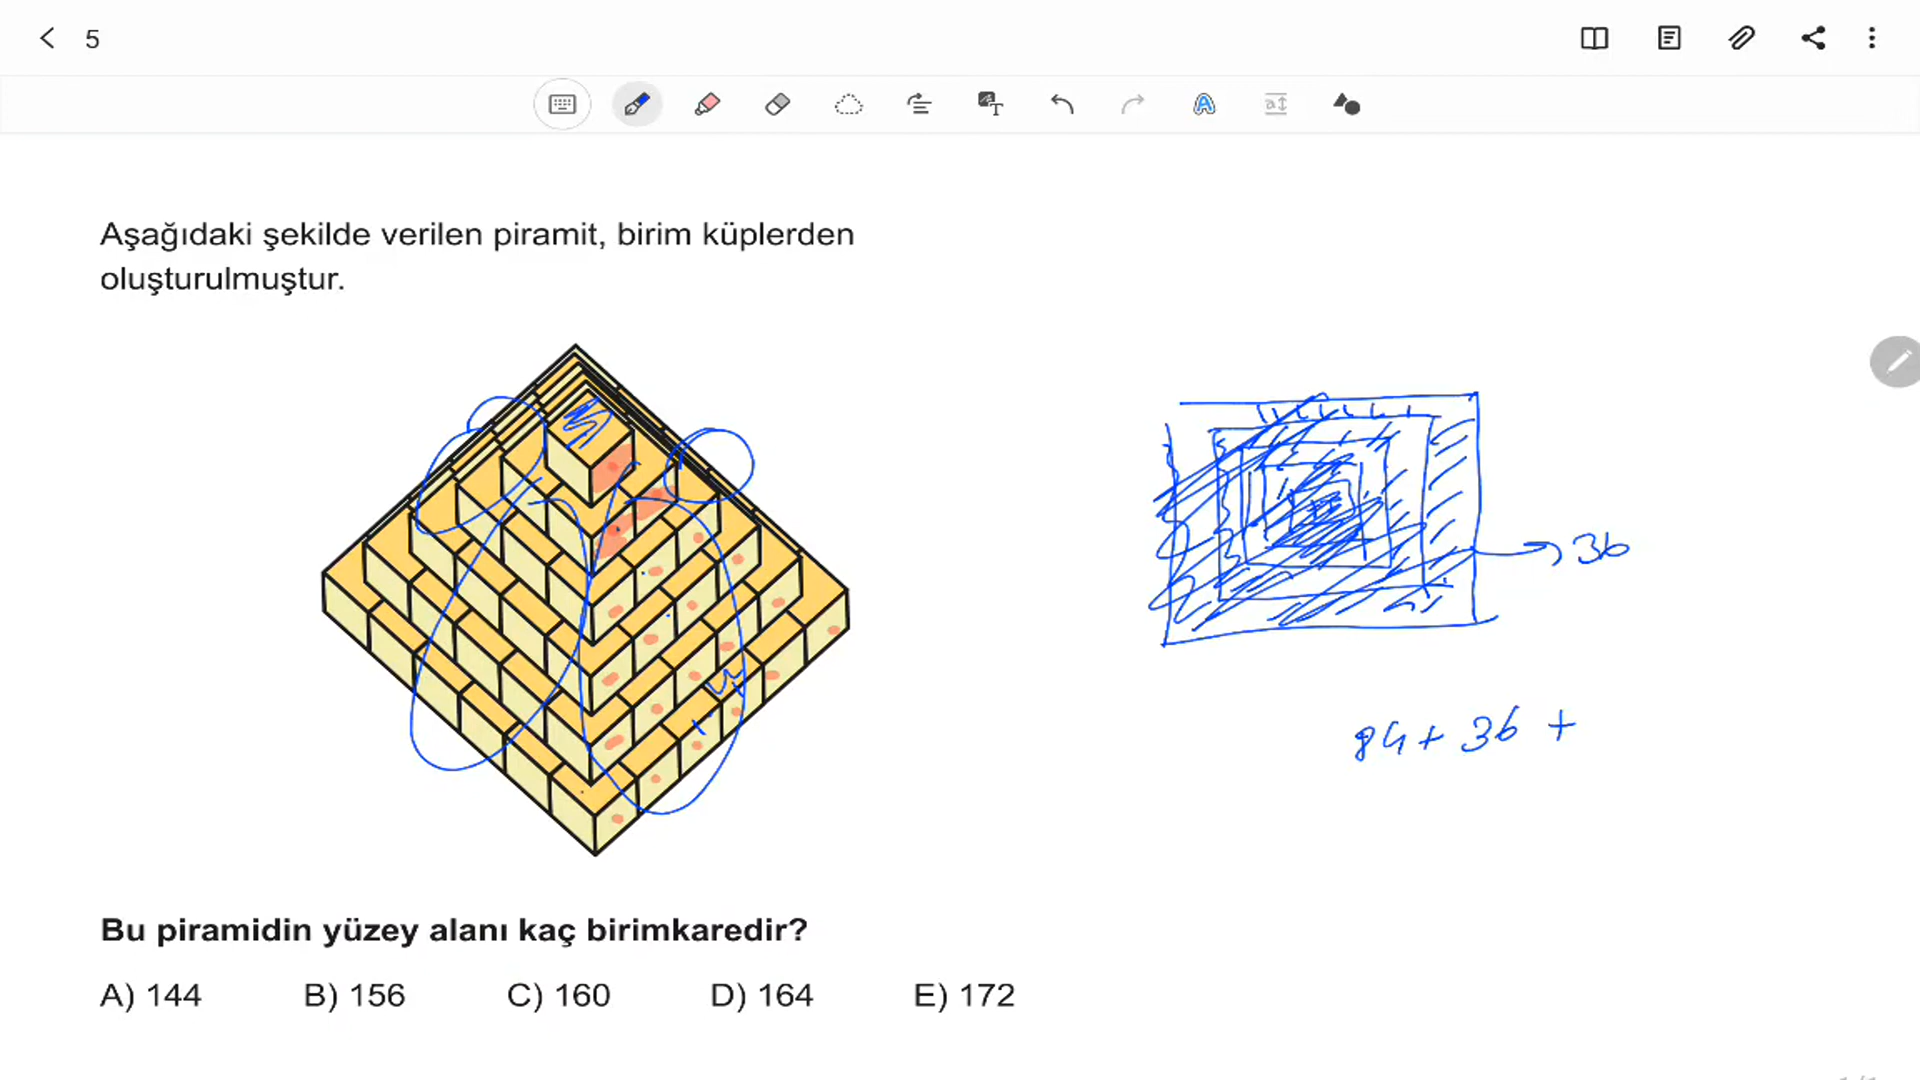 5
Aşağıdaki şekilde verilen piramit, birim küplerden
oluşturulmuştur.
36
84+ 36 +
Bu piramidin yüzey alanı kaç birimkaredir?
A) 144 B) 156 C) 160 D) 164 E) 172